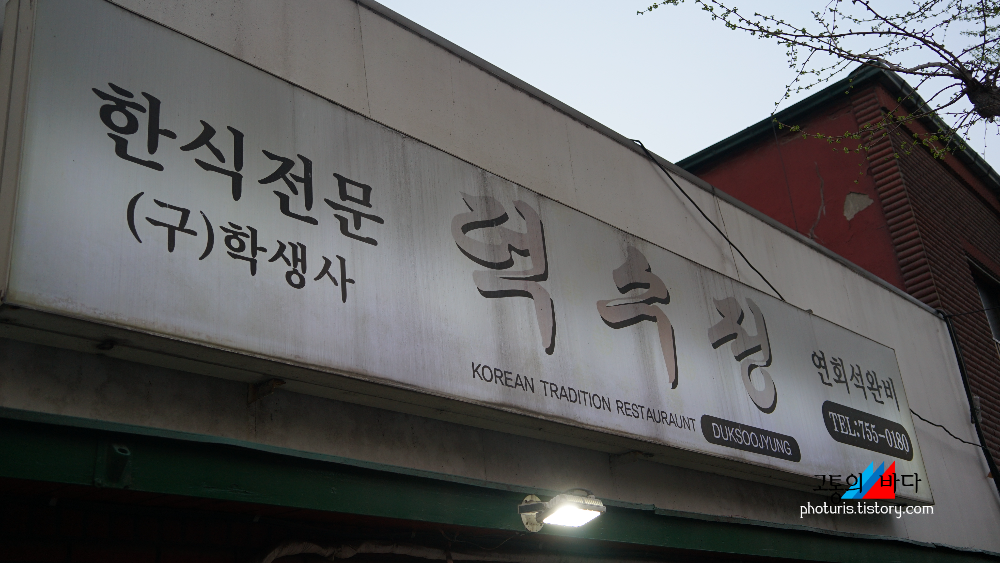 한식전문
(구)학생사
덕수정
KOREAN TRADITION RESTAURAUNT
DUKSOOJYUNG
연회석완비
TEL:755-0180
고통의 바다
photuris.tistory.com